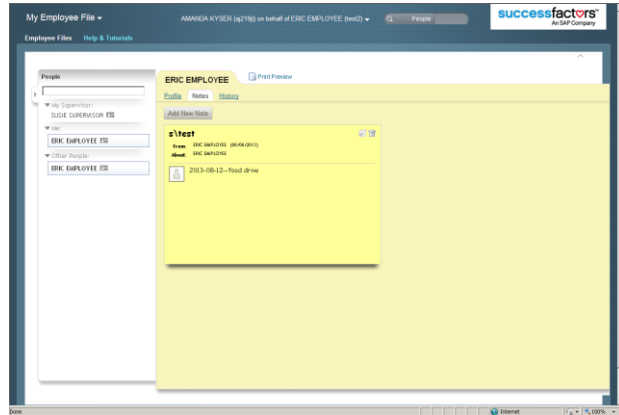 My Employee File
AMANDA KYSER (aj219jl) on behalf of ERIC EMPLOYEE (test2)
People
successfactors™
An SAP Company
Employee Files Help & Tutorials
People
My Supervisor:
SUSIE SUPERVISOR
Me:
ERIC EMPLOYEE
Other People:
ERIC EMPLOYEE
ERIC EMPLOYEE
Print Preview
Profile Notes History
Add New Note
s\test
From: ERIC EMPLOYEE (09/09/2013)
About: ERIC EMPLOYEE
2013-08-12--food drive
Done
Internet
100%